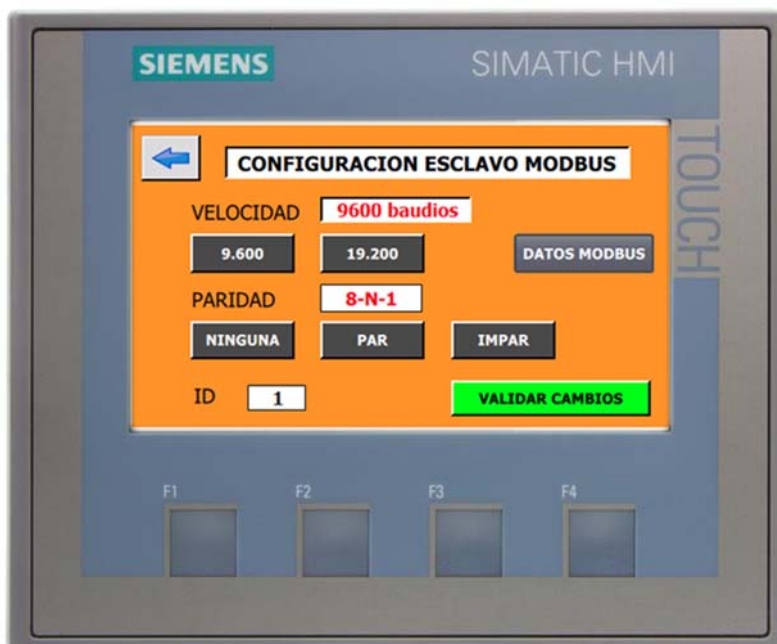 SIEMENS SIMATIC HMI
TOUCH
CONFIGURACION ESCLAVO MODBUS
VELOCIDAD 9600 baudios
9.600 19.200 DATOS MODBUS
PARIDAD 8-N-1
NINGUNA PAR IMPAR
ID 1 VALIDAR CAMBIOS
F1 F2 F3 F4